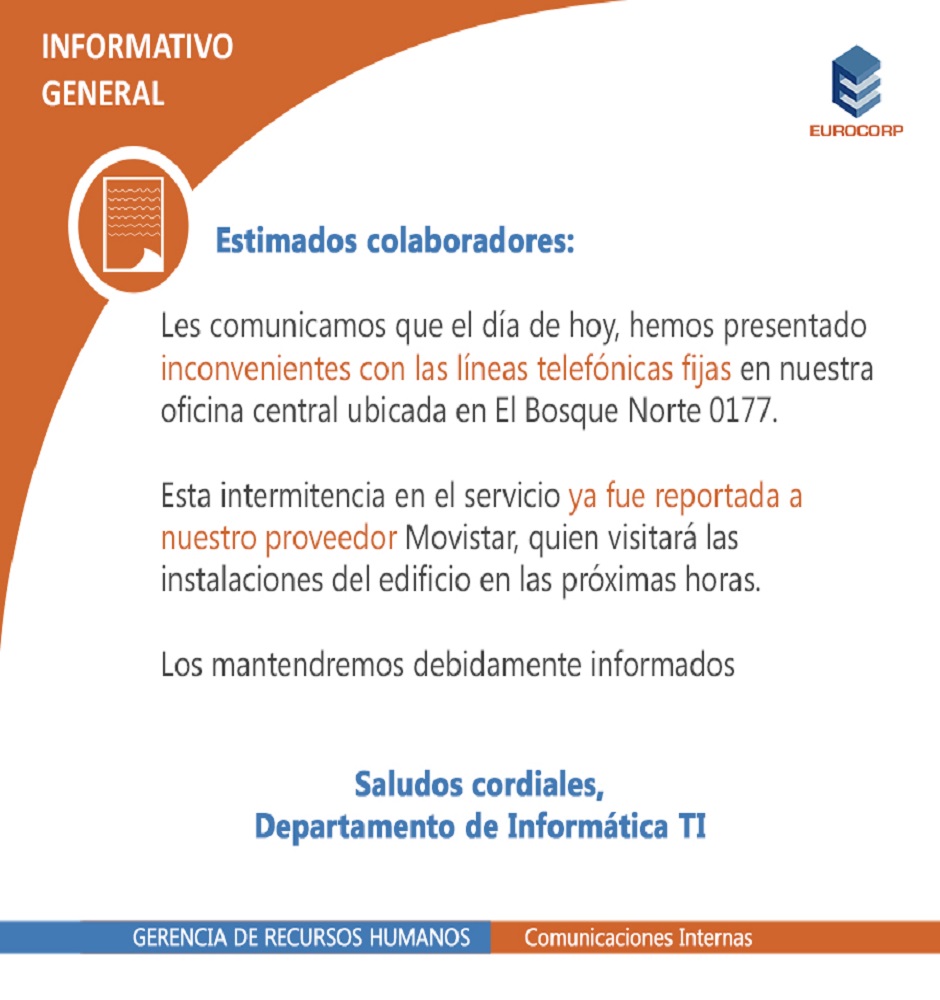 INFORMATIVO
GENERAL
EUROCORP
Estimados colaboradores:
Les comunicamos que el día de hoy, hemos presentado
inconvenientes con las líneas telefónicas fijas en nuestra
oficina central ubicada en El Bosque Norte 0177.
Esta intermitencia en el servicio ya fue reportada a
nuestro proveedor Movistar, quien visitará las
instalaciones del edificio en las próximas horas.
Los mantendremos debidamente informados
Saludos cordiales,
Departamento de Informática TI
GERENCIA DE RECURSOS HUMANOS Comunicaciones Internas